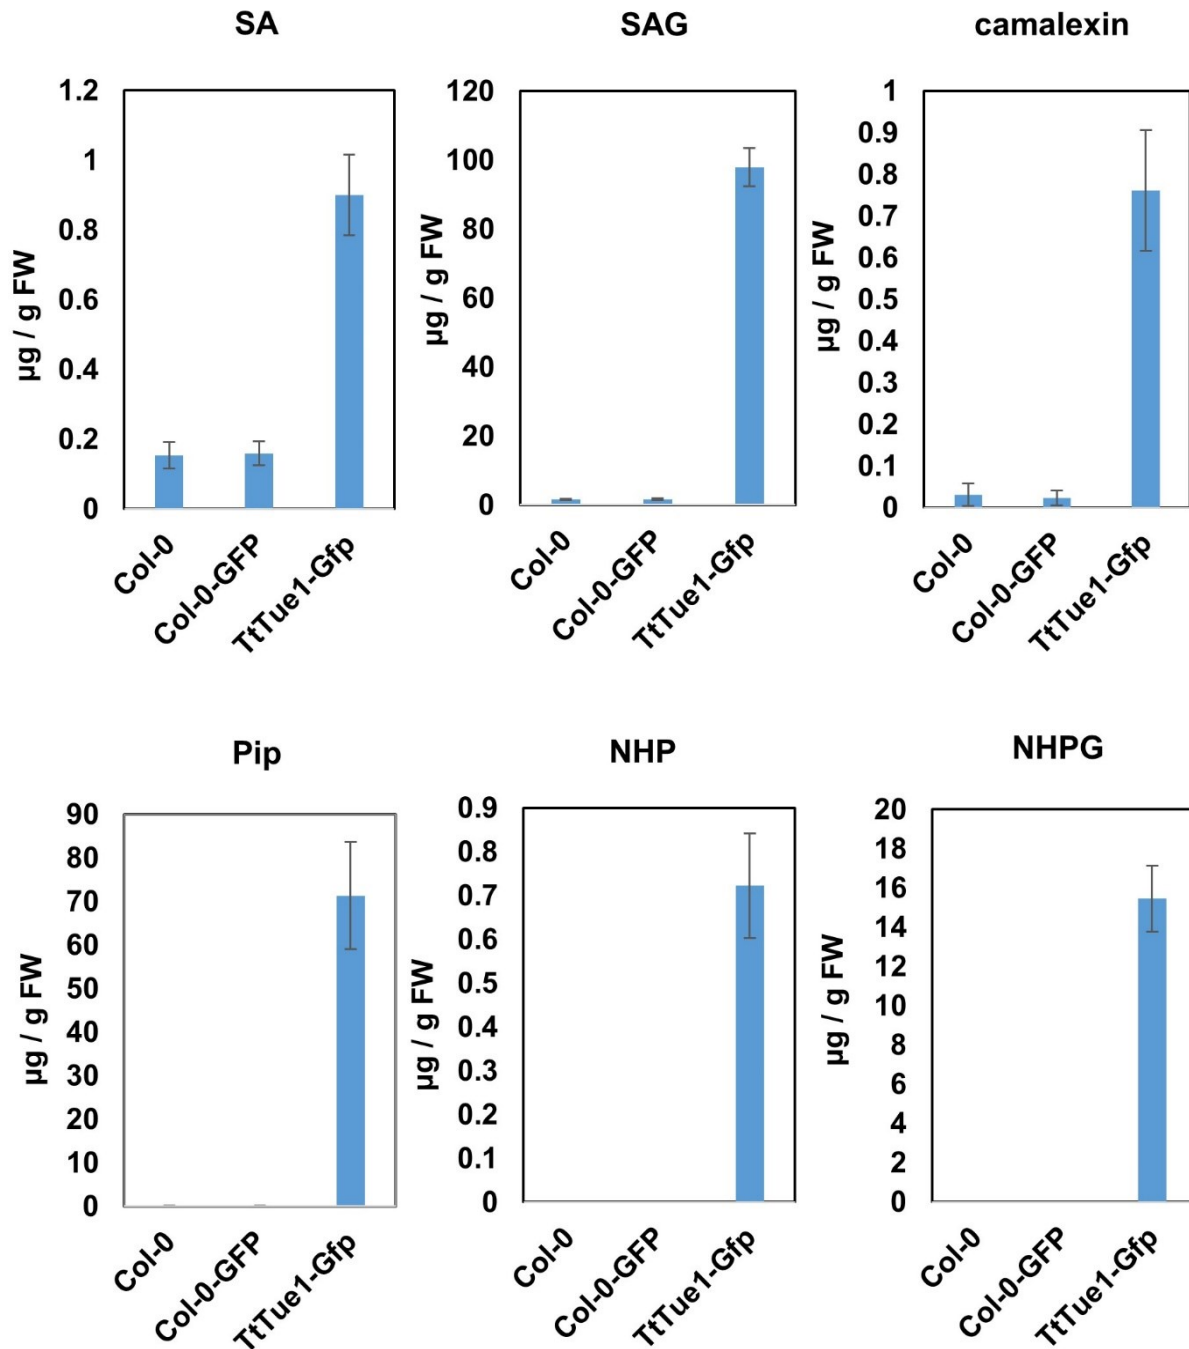 SA
SAG
camalexin
1.2
1
0.8
0.6
0.4
0.2
0
µg / g FW
Col-0
Col-0-GFP
TtTue1-Gfp
120
100
80
60
40
20
0
µg / g FW
Col-0
Col-0-GFP
TtTue1-Gfp
1
0.9
0.8
0.7
0.6
0.5
0.4
0.3
0.2
0.1
0
µg / g FW
Col-0
Col-0-GFP
TtTue1-Gfp
Pip
NHP
NHPG
90
80
70
60
50
40
30
20
10
0
µg / g FW
Col-0
Col-0-GFP
TtTue1-Gfp
0.9
0.8
0.7
0.6
0.5
0.4
0.3
0.2
0.1
0
µg / g FW
Col-0
Col-0-GFP
TtTue1-Gfp
20
18
16
14
12
10
8
6
4
2
0
µg / g FW
Col-0
Col-0-GFP
TtTue1-Gfp